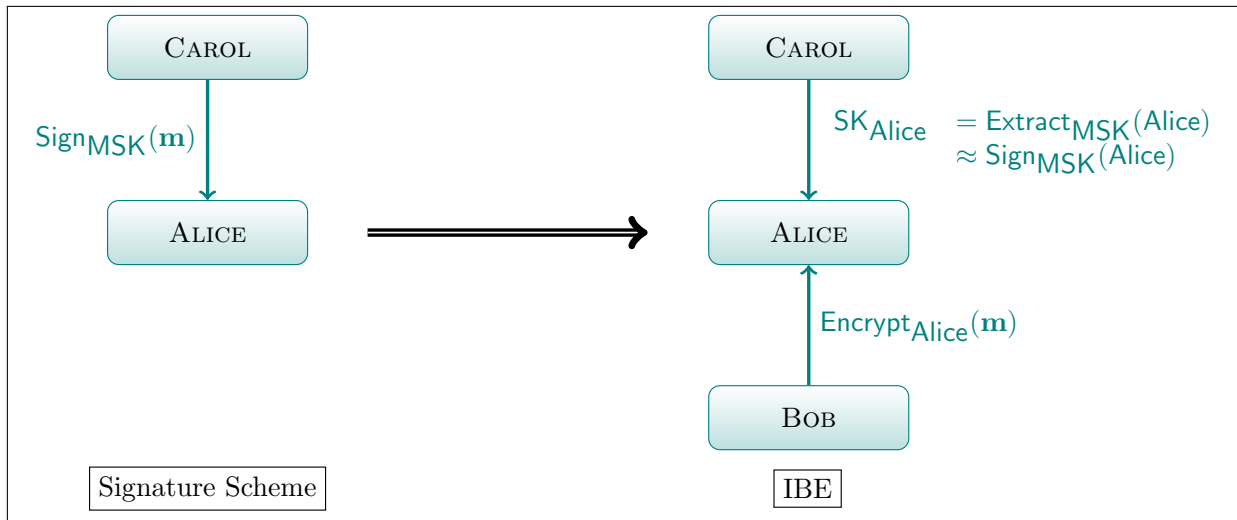 CAROL
Sign_MSK(m)
ALICE
Signature Scheme
CAROL
SK_Alice = Extract_MSK(Alice)
≈ Sign_MSK(Alice)
ALICE
Encrypt_Alice(m)
BOB
IBE